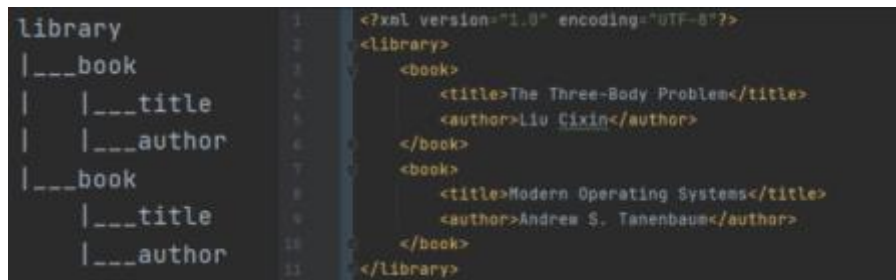 library
|___book
|   |___title
|   |___author
|___book
    |___title
    |___author
1 <?xml version="1.0" encoding="UTF-8"?>
2 <library>
3     <book>
4         <title>The Three-Body Problem</title>
5         <author>Liu Cixin</author>
6     </book>
7     <book>
8         <title>Modern Operating Systems</title>
9         <author>Andrew S. Tanenbaum</author>
10     </book>
11 </library>